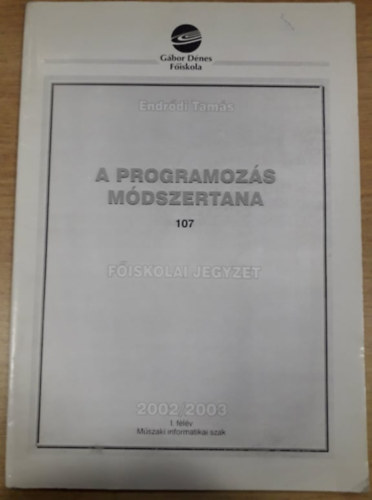 Gábor Dénes
Főiskola
Endrődi Tamás
A PROGRAMOZÁS
MÓDSZERTANA
107
FŐISKOLAI JEGYZET
2002/2003
I. félév
Műszaki informatikai szak